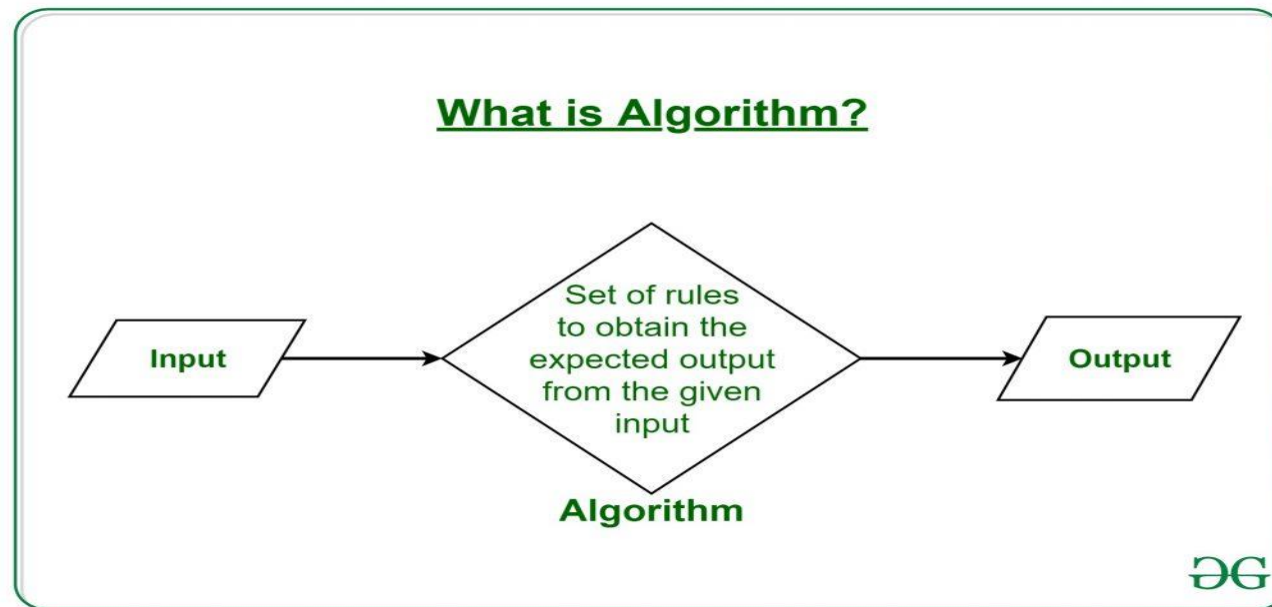 What is Algorithm?
Input
Set of rules
to obtain the
expected output
from the given
input
Output
Algorithm